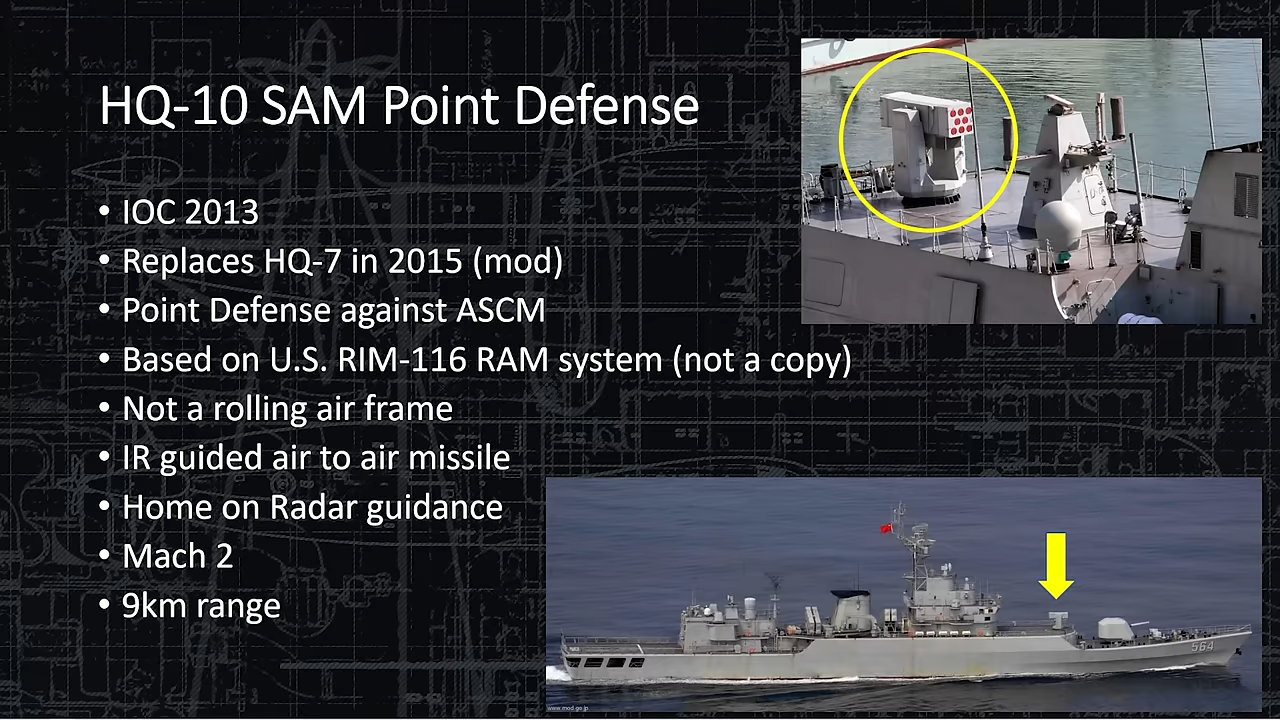 HQ-10 SAM Point Defense
• IOC 2013
• Replaces HQ-7 in 2015 (mod)
• Point Defense against ASCM
• Based on U.S. RIM-116 RAM system (not a copy)
• Not a rolling air frame
• IR guided air to air missile
• Home on Radar guidance
• Mach 2
• 9km range
564
www.mod.go.jp